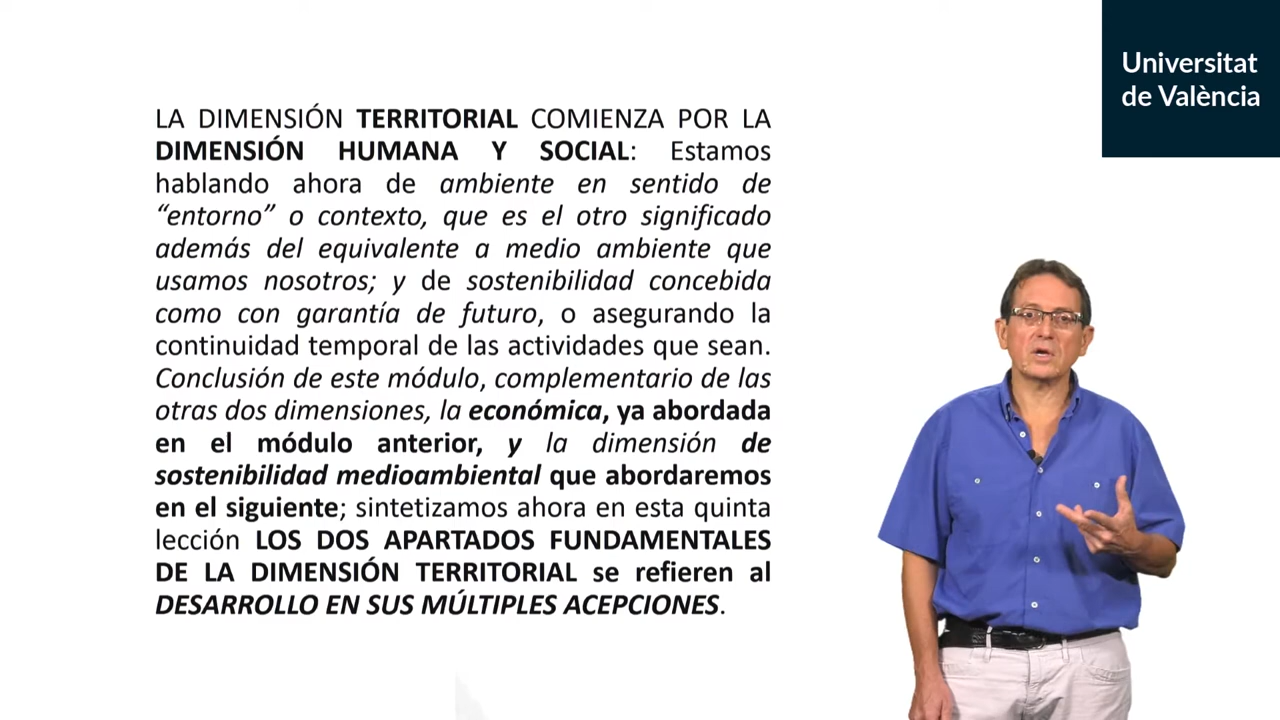 Universitat
de València
LA DIMENSIÓN TERRITORIAL COMIENZA POR LA
DIMENSIÓN HUMANA Y SOCIAL: Estamos
hablando ahora de ambiente en sentido de
“entorno” o contexto, que es el otro significado
además del equivalente a medio ambiente que
usamos nosotros; y de sostenibilidad concebida
como con garantía de futuro, o asegurando la
continuidad temporal de las actividades que sean.
Conclusión de este módulo, complementario de las
otras dos dimensiones, la económica, ya abordada
en el módulo anterior, y la dimensión de
sostenibilidad medioambiental que abordaremos
en el siguiente; sintetizamos ahora en esta quinta
lección LOS DOS APARTADOS FUNDAMENTALES
DE LA DIMENSIÓN TERRITORIAL se refieren al
DESARROLLO EN SUS MÚLTIPLES ACEPCIONES.